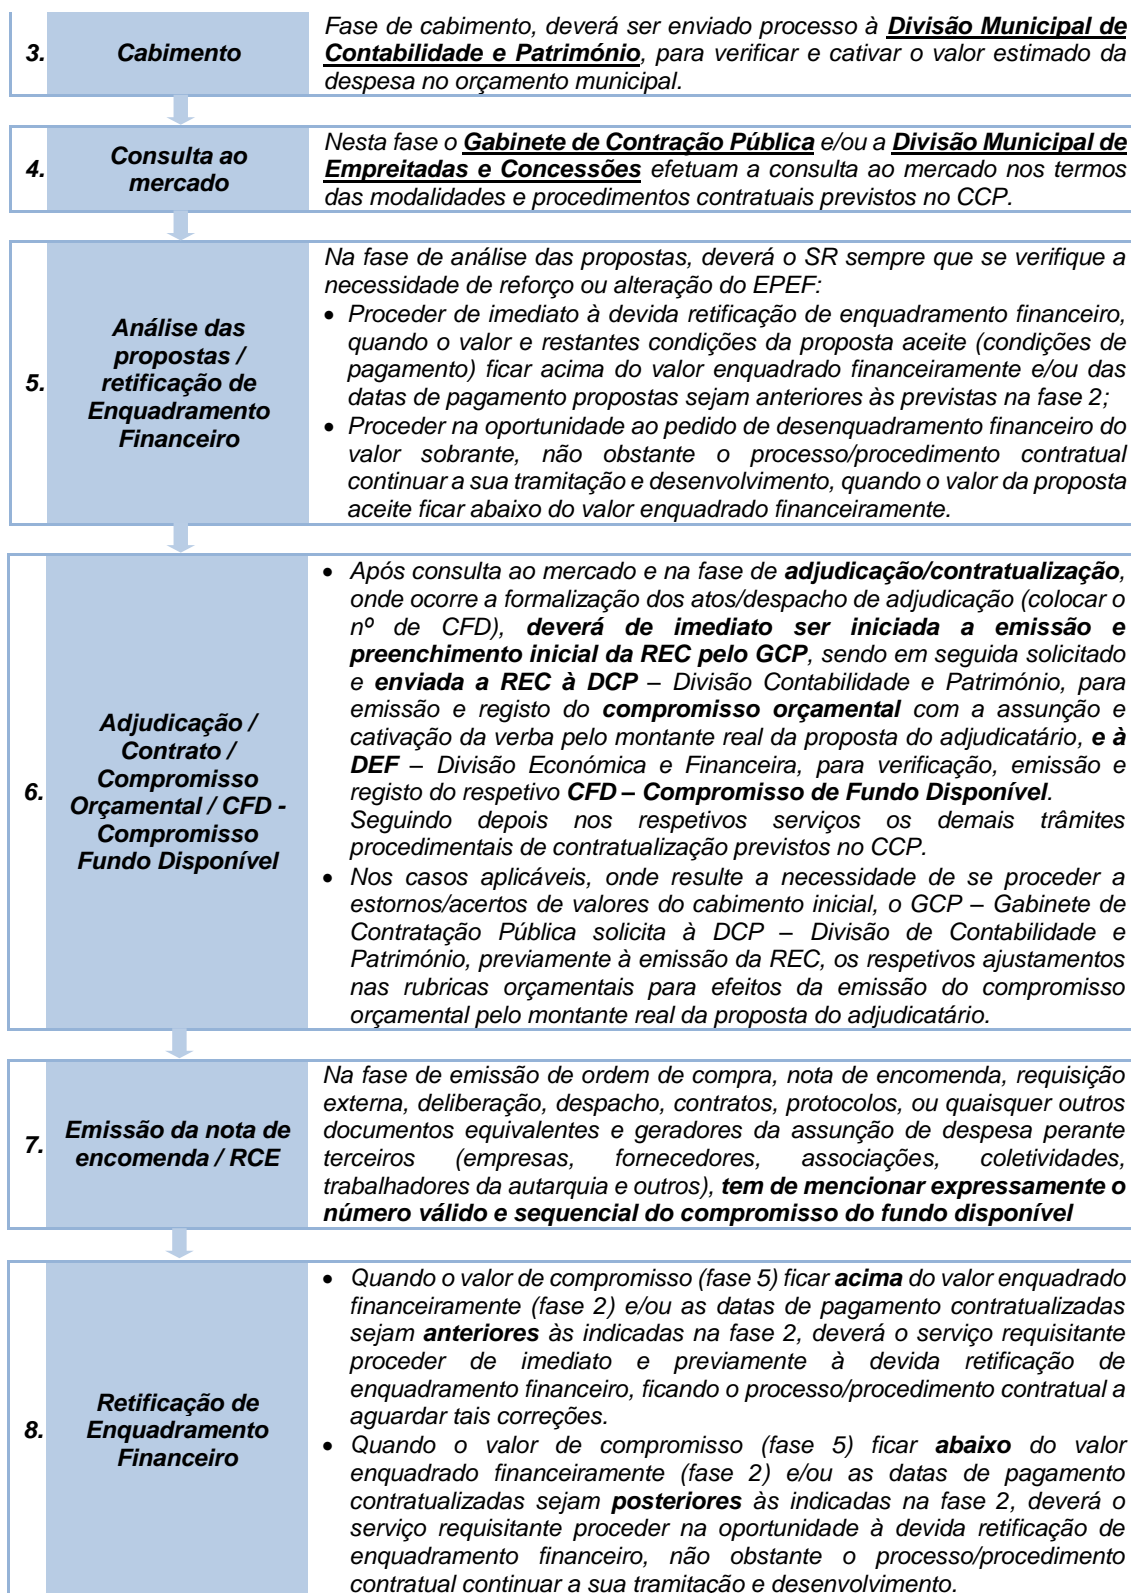 3.
Cabimento
Fase de cabimento, deverá ser enviado processo à Divisão Municipal de
Contabilidade e Património, para verificar e cativar o valor estimado da
despesa no orçamento municipal.
4.
Consulta ao
mercado
Nesta fase o Gabinete de Contração Pública e/ou a Divisão Municipal de
Empreitadas e Concessões efetuam a consulta ao mercado nos termos
das modalidades e procedimentos contratuais previstos no CCP.
5.
Análise das
propostas /
retificação de
Enquadramento
Financeiro
Na fase de análise das propostas, deverá o SR sempre que se verifique a
necessidade de reforço ou alteração do EPEF:
• Proceder de imediato à devida retificação de enquadramento financeiro,
quando o valor e restantes condições da proposta aceite (condições de
pagamento) ficar acima do valor enquadrado financeiramente e/ou das
datas de pagamento propostas sejam anteriores às previstas na fase 2;
• Proceder na oportunidade ao pedido de desenquadramento financeiro do
valor sobrante, não obstante o processo/procedimento contratual
continuar a sua tramitação e desenvolvimento, quando o valor da proposta
aceite ficar abaixo do valor enquadrado financeiramente.
6.
Adjudicação /
Contrato /
Compromisso
Orçamental / CFD -
Compromisso
Fundo Disponível
• Após consulta ao mercado e na fase de adjudicação/contratualização,
onde ocorre a formalização dos atos/despacho de adjudicação (colocar o
nº de CFD), deverá de imediato ser iniciada a emissão e
preenchimento inicial da REC pelo GCP, sendo em seguida solicitado
e enviada a REC à DCP – Divisão Contabilidade e Património, para
emissão e registo do compromisso orçamental com a assunção e
cativação da verba pelo montante real da proposta do adjudicatário, e à
DEF – Divisão Económica e Financeira, para verificação, emissão e
registo do respetivo CFD – Compromisso de Fundo Disponível.
Seguindo depois nos respetivos serviços os demais trâmites
procedimentais de contratualização previstos no CCP.
• Nos casos aplicáveis, onde resulte a necessidade de se proceder a
estornos/acertos de valores do cabimento inicial, o GCP – Gabinete de
Contratação Pública solicita à DCP – Divisão de Contabilidade e
Património, previamente à emissão da REC, os respetivos ajustamentos
nas rubricas orçamentais para efeitos da emissão do compromisso
orçamental pelo montante real da proposta do adjudicatário.
7.
Emissão da nota de
encomenda / RCE
Na fase de emissão de ordem de compra, nota de encomenda, requisição
externa, deliberação, despacho, contratos, protocolos, ou quaisquer outros
documentos equivalentes e geradores da assunção de despesa perante
terceiros (empresas, fornecedores, associações, coletividades,
trabalhadores da autarquia e outros), tem de mencionar expressamente o
número válido e sequencial do compromisso do fundo disponível
8.
Retificação de
Enquadramento
Financeiro
• Quando o valor de compromisso (fase 5) ficar acima do valor enquadrado
financeiramente (fase 2) e/ou as datas de pagamento contratualizadas
sejam anteriores às indicadas na fase 2, deverá o serviço requisitante
proceder de imediato e previamente à devida retificação de
enquadramento financeiro, ficando o processo/procedimento contratual a
aguardar tais correções.
• Quando o valor de compromisso (fase 5) ficar abaixo do valor
enquadrado financeiramente (fase 2) e/ou as datas de pagamento
contratualizadas sejam posteriores às indicadas na fase 2, deverá o
serviço requisitante proceder na oportunidade à devida retificação de
enquadramento financeiro, não obstante o processo/procedimento
contratual continuar a sua tramitação e desenvolvimento.